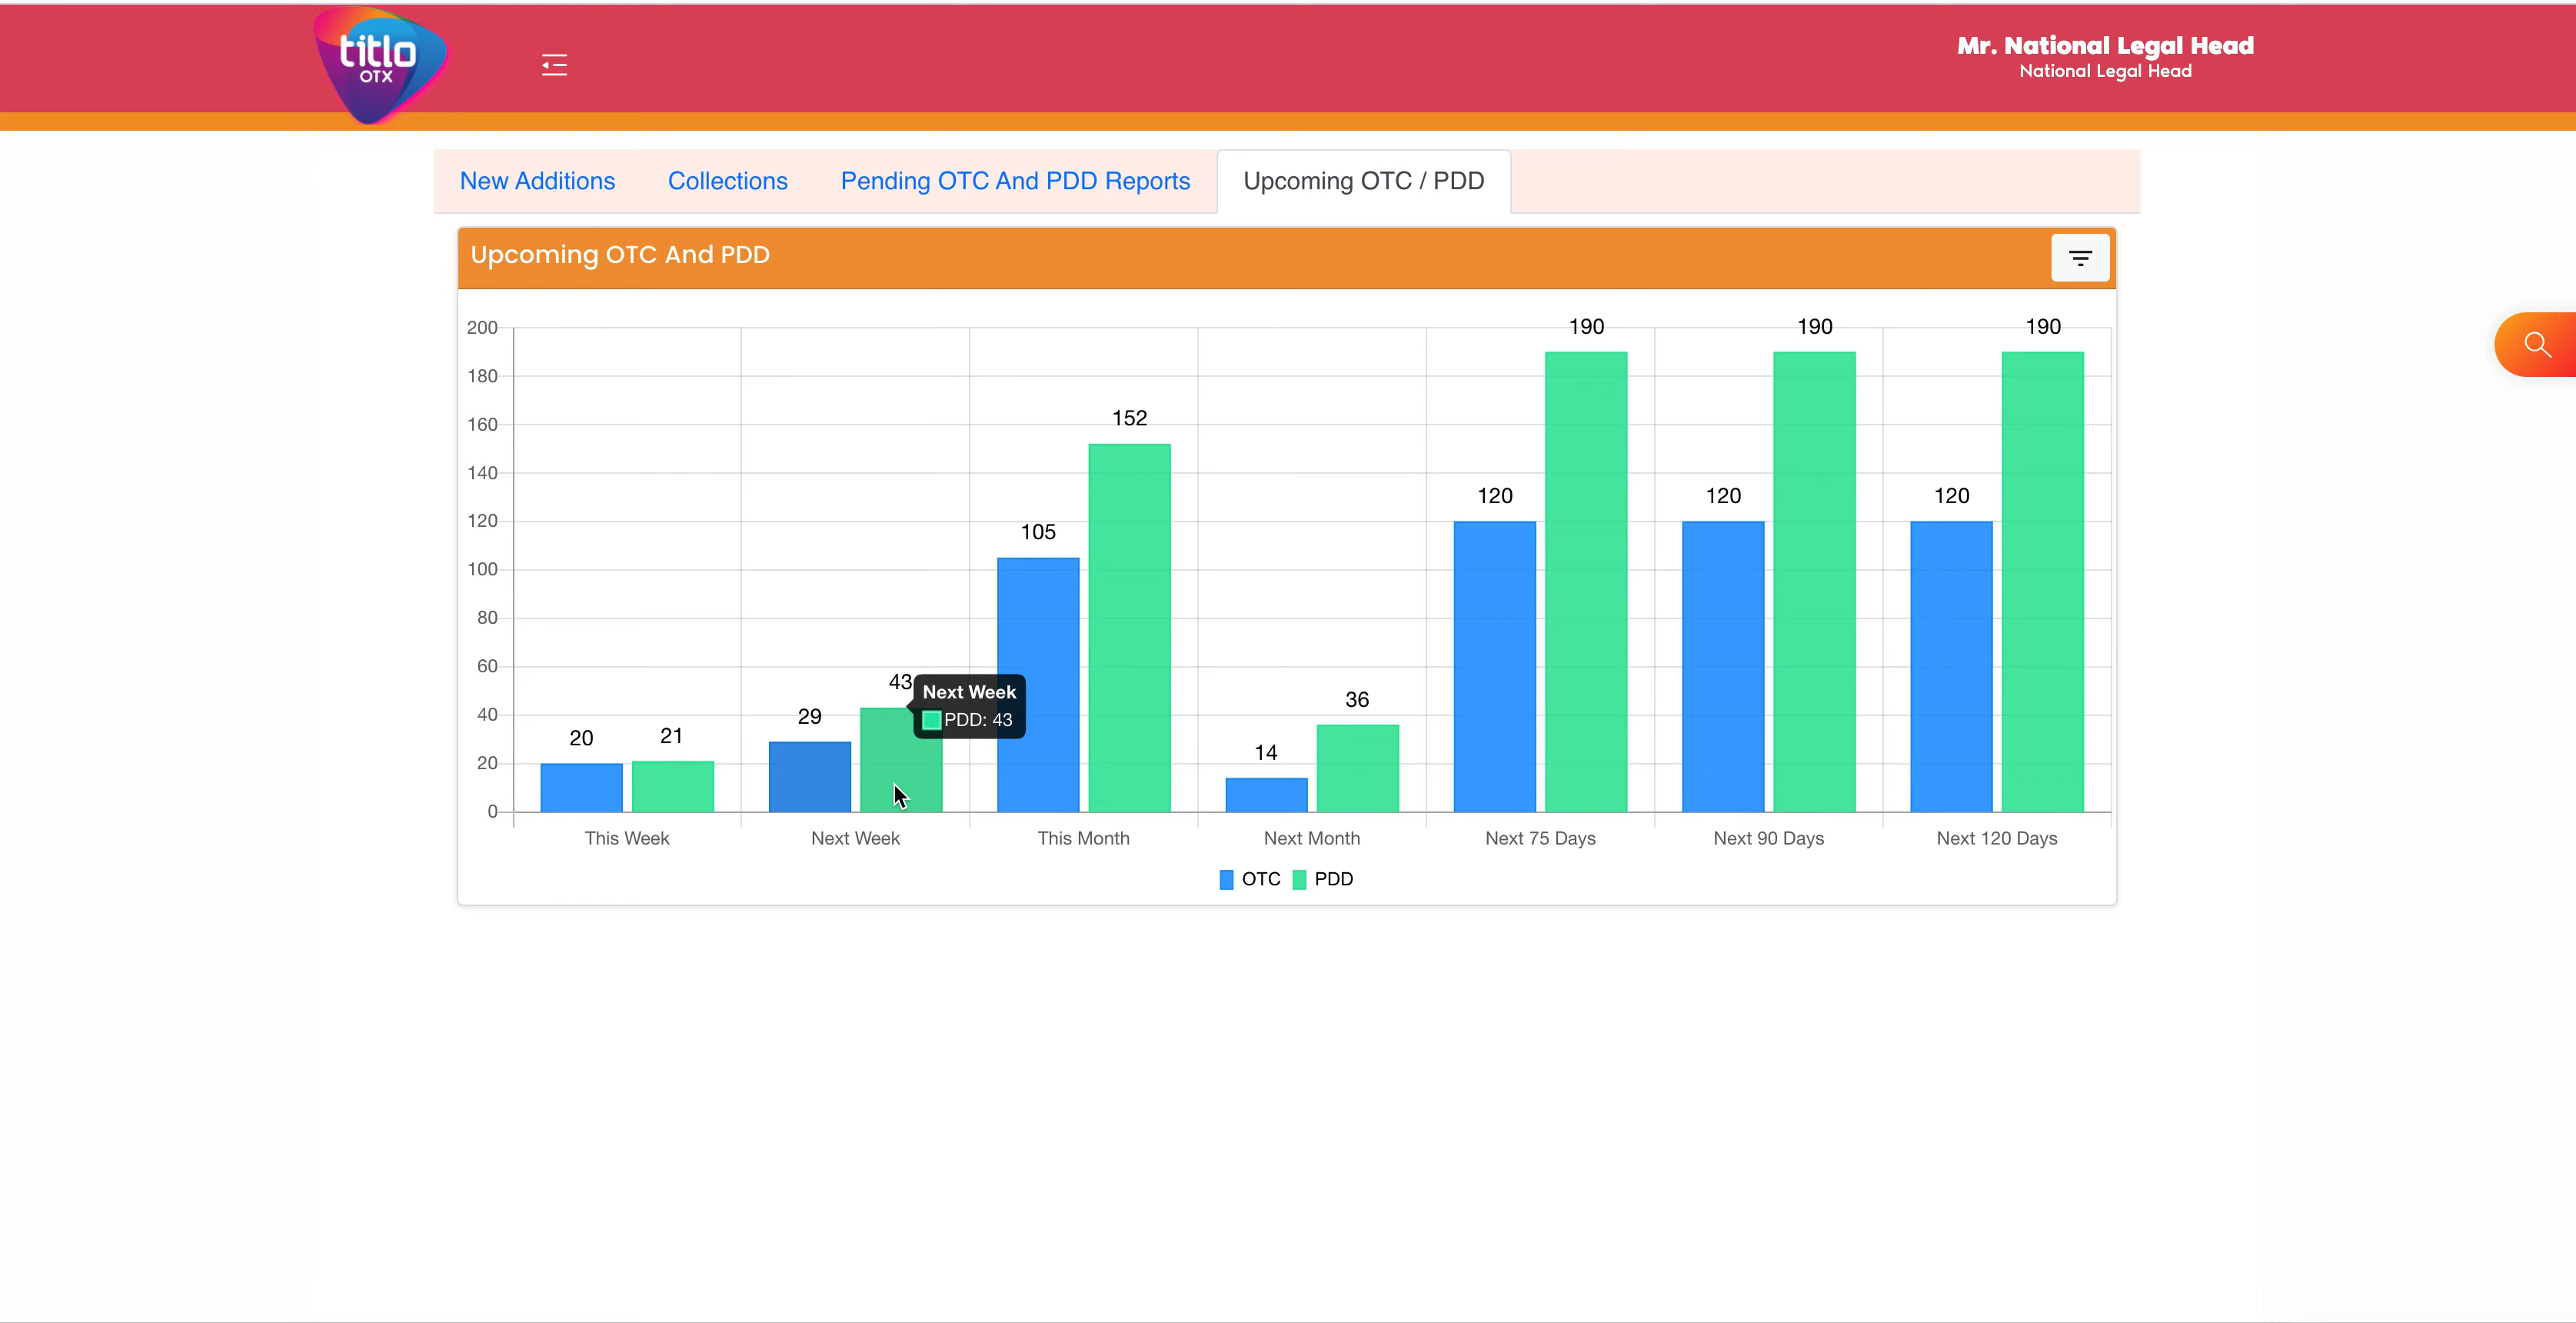 titlo
OTX
Mr. National Legal Head
National Legal Head
New Additions Collections Pending OTC And PDD Reports Upcoming OTC / PDD
Upcoming OTC And PDD
200
180
160
140
120
100
80
60
40
20
0
20
21
29
43
105
152
14
36
120
190
120
190
120
190
Next Week
PDD: 43
This Week Next Week This Month Next Month Next 75 Days Next 90 Days Next 120 Days
OTC PDD